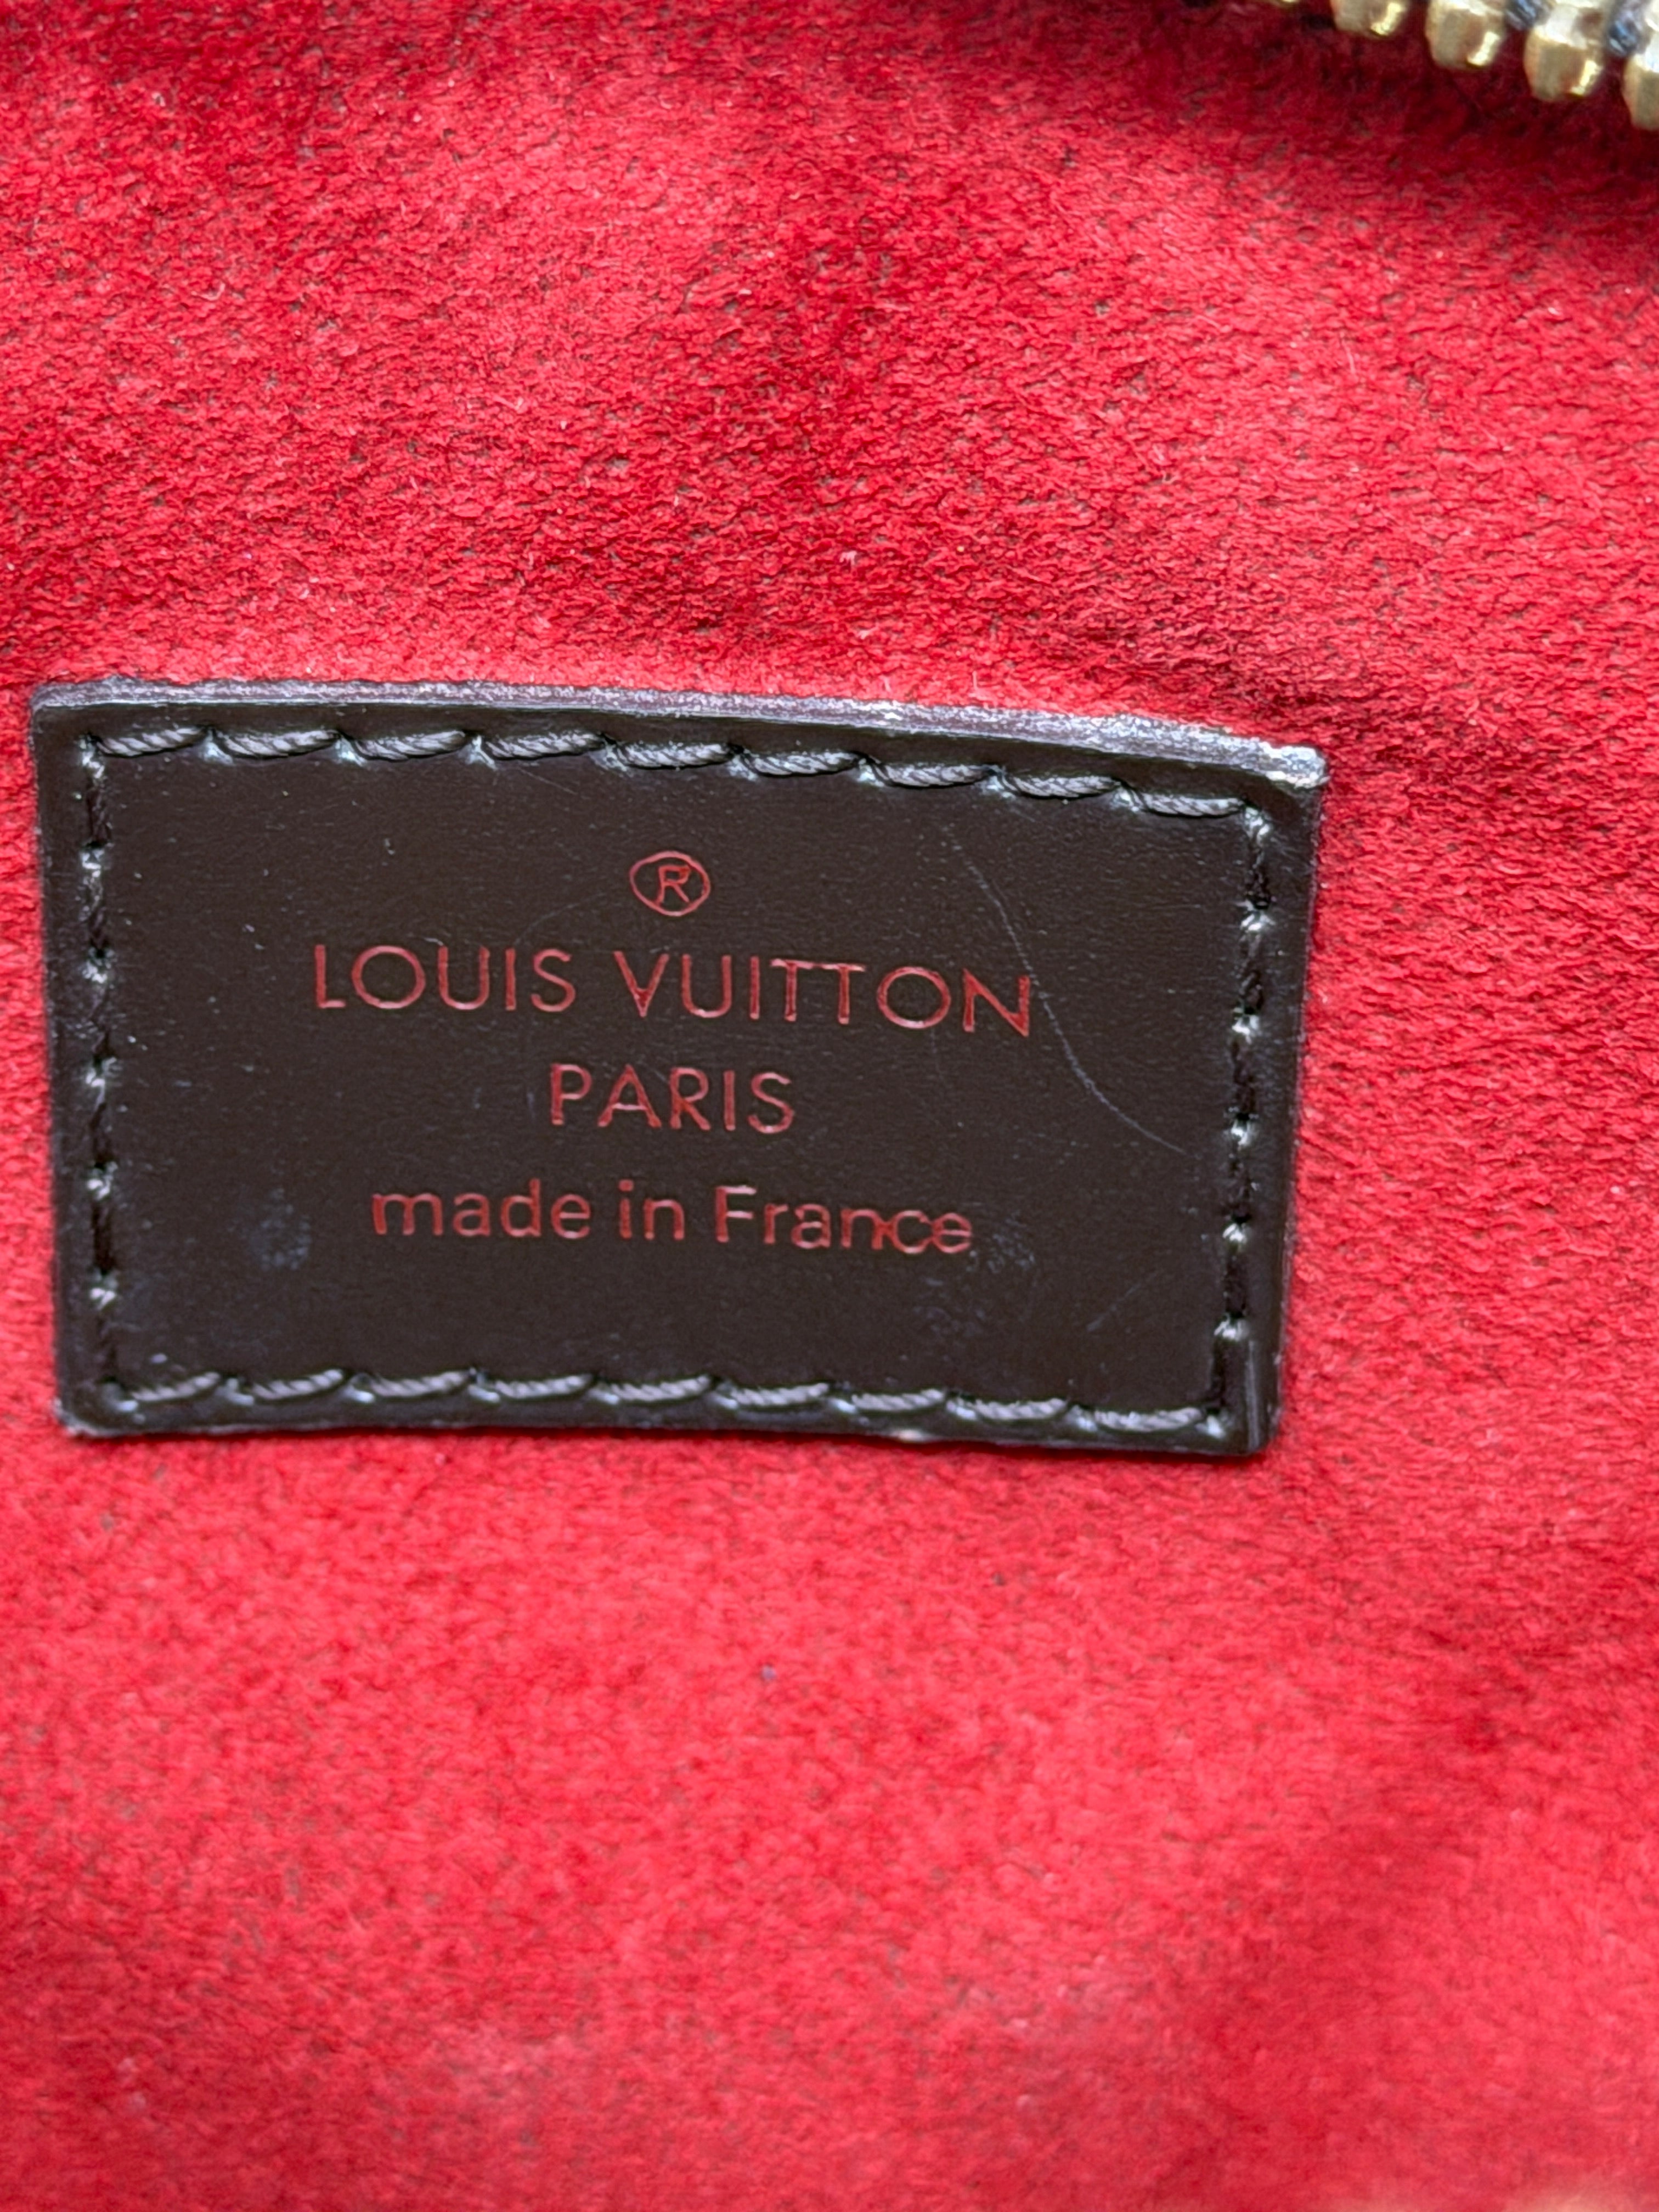 ®
LOUIS VUITTON
PARIS
made in France